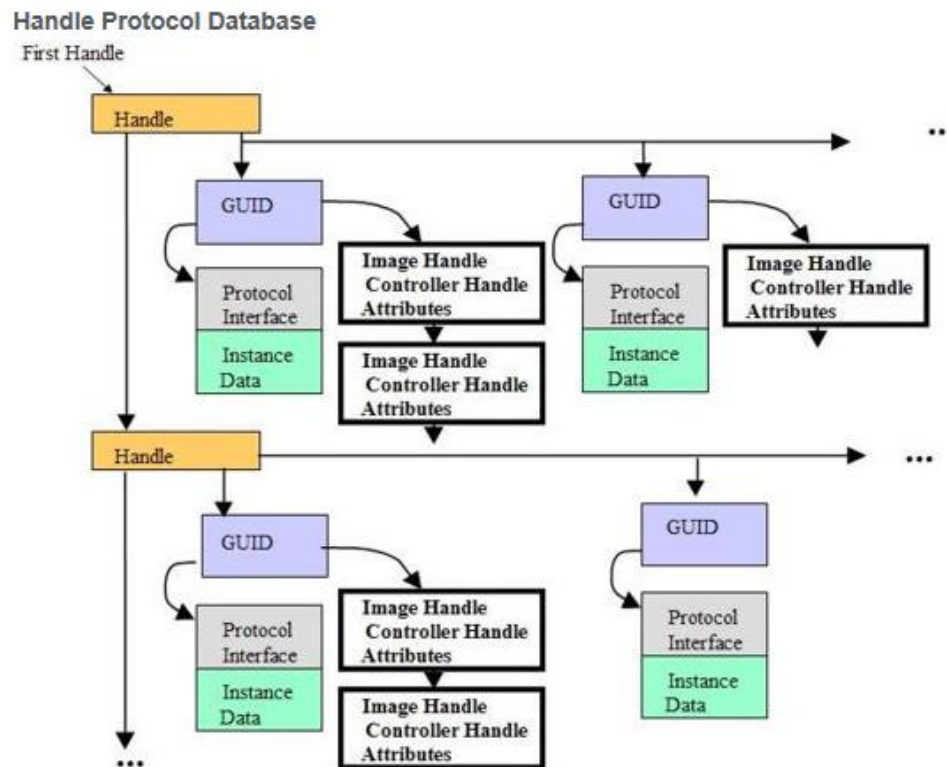 Handle Protocol Database
First Handle
Handle
...
GUID
GUID
Image Handle
Controller Handle
Attributes
Image Handle
Controller Handle
Attributes
Protocol
Interface
Instance
Data
Protocol
Interface
Instance
Data
Image Handle
Controller Handle
Attributes
Handle
...
GUID
GUID
Image Handle
Controller Handle
Attributes
Protocol
Interface
Instance
Data
Protocol
Interface
Instance
Data
Image Handle
Controller Handle
Attributes
...